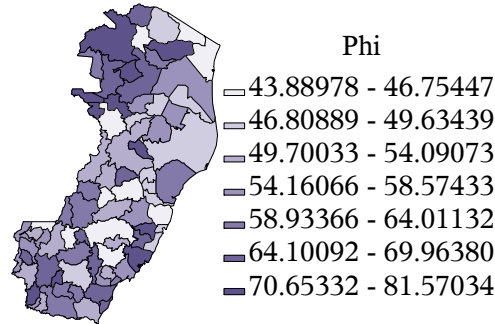 Phi
43.88978 - 46.75447
46.80889 - 49.63439
49.70033 - 54.09073
54.16066 - 58.57433
58.93366 - 64.01132
64.10092 - 69.96380
70.65332 - 81.57034